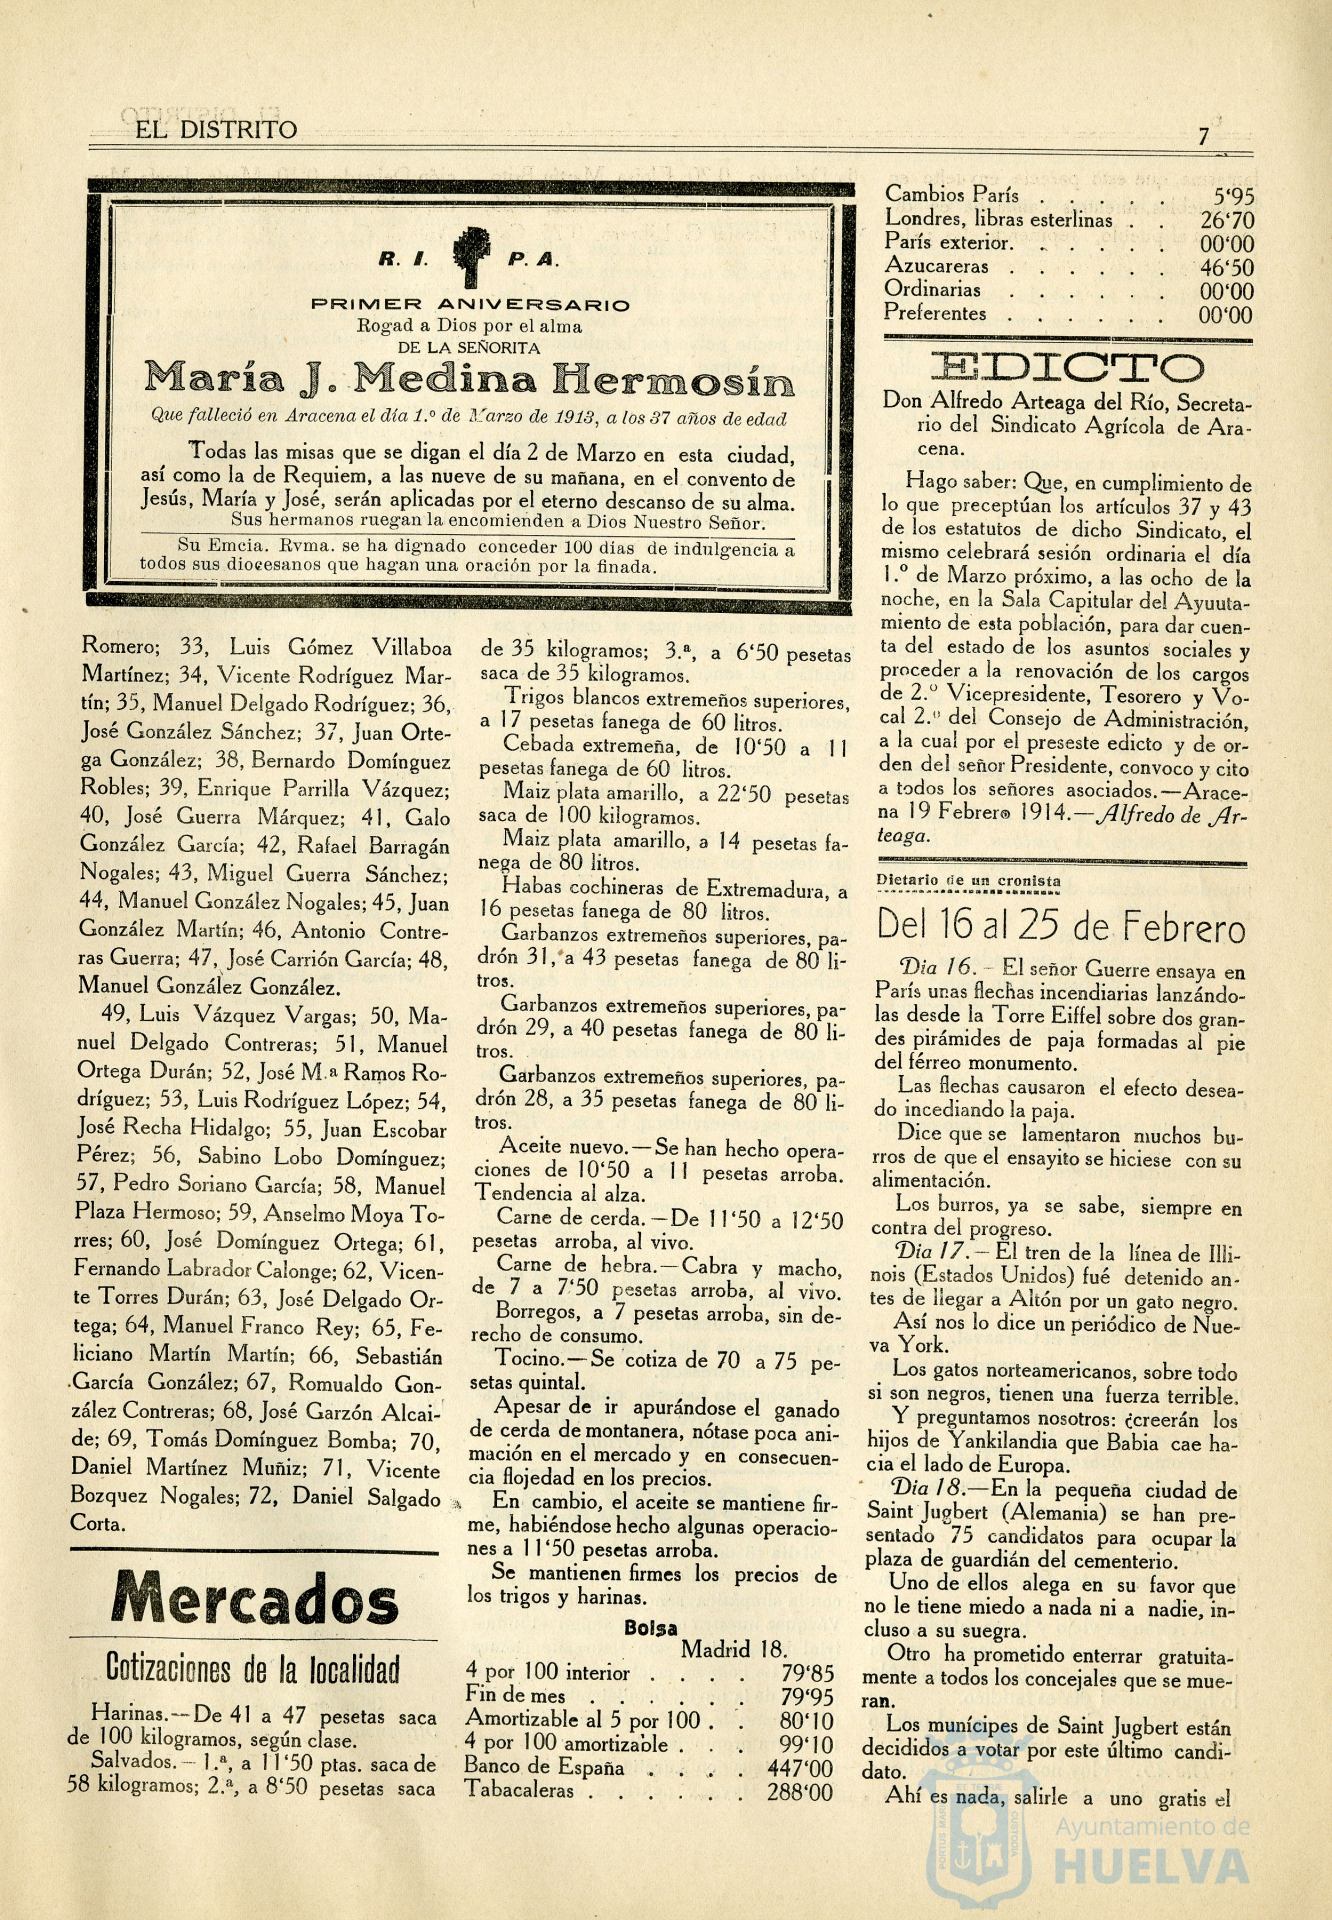 EL DISTRITO
7
R. I. P. A.
PRIMER ANIVERSARIO
Rogad a Dios por el alma
DE LA SEÑORITA
María J. Medina Hermosín
Que falleció en Aracena el día 1.º de Marzo de 1913, a los 37 años de edad
Todas las misas que se digan el día 2 de Marzo en esta ciudad,
así como la de Requiem, a las nueve de su mañana, en el convento de
Jesús, María y José, serán aplicadas por el eterno descanso de su alma.
Sus hermanos ruegan la encomienden a Dios Nuestro Señor.
Su Emcia. Rvma. se ha dignado conceder 100 días de indulgencia a
todos sus diocesanos que hagan una oración por la finada.
Romero; 33, Luis Gómez Villaboa
Martínez; 34, Vicente Rodríguez Mar-
tín; 35, Manuel Delgado Rodríguez; 36,
José González Sánchez; 37, Juan Orte-
ga González; 38, Bernardo Domínguez
Robles; 39, Enrique Parrilla Vázquez;
40, José Guerra Márquez; 41, Galo
González García; 42, Rafael Barragán
Nogales; 43, Miguel Guerra Sánchez;
44, Manuel González Nogales; 45, Juan
González Martín; 46, Antonio Contre-
ras Guerra; 47, José Carrión García; 48,
Manuel González González.
49, Luis Vázquez Vargas; 50, Ma-
nuel Delgado Contreras; 51, Manuel
Ortega Durán; 52, José M.ª Ramos Ro-
dríguez; 53, Luis Rodríguez López; 54,
José Recha Hidalgo; 55, Juan Escobar
Pérez; 56, Sabino Lobo Domínguez;
57, Pedro Soriano García; 58, Manuel
Plaza Hermoso; 59, Anselmo Moya To-
rres; 60, José Domínguez Ortega; 61,
Fernando Labrador Calonge; 62, Vicen-
te Torres Durán; 63, José Delgado Or-
tega; 64, Manuel Franco Rey; 65, Fe-
liciano Martín Martín; 66, Sebastián
García González; 67, Romualdo Gon-
zález Contreras; 68, José Garzón Alcai-
de; 69, Tomás Domínguez Bomba; 70,
Daniel Martínez Muñiz; 71, Vicente
Bozquez Nogales; 72, Daniel Salgado
Corta.
Mercados
Cotizaciones de la localidad
Harinas.—De 41 a 47 pesetas saca
de 100 kilogramos, según clase.
Salvados.—1.ª, a 11'50 ptas. saca de
58 kilogramos; 2.ª, a 8'50 pesetas saca
de 35 kilogramos; 3.ª, a 6'50 pesetas
saca de 35 kilogramos.
Trigos blancos extremeños superiores,
a 17 pesetas fanega de 60 litros.
Cebada extremeña, de 10'50 a 11
pesetas fanega de 60 litros.
Maiz plata amarillo, a 22'50 pesetas
saca de 100 kilogramos.
Maiz plata amarillo, a 14 pesetas fa-
nega de 80 litros.
Habas cochineras de Extremadura, a
16 pesetas fanega de 80 litros.
Garbanzos extremeños superiores, pa-
drón 31, a 43 pesetas fanega de 80 li-
tros.
Garbanzos extremeños superiores, pa-
drón 29, a 40 pesetas fanega de 80 li-
tros.
Garbanzos extremeños superiores, pa-
drón 28, a 35 pesetas fanega de 80 li-
tros.
Aceite nuevo.—Se han hecho opera-
ciones de 10'50 a 11 pesetas arroba.
Tendencia al alza.
Carne de cerda.—De 11'50 a 12'50
pesetas arroba, al vivo.
Carne de hebra.—Cabra y macho,
de 7 a 7'50 pesetas arroba, al vivo.
Borregos, a 7 pesetas arroba, sin de-
recho de consumo.
Tocino.—Se cotiza de 70 a 75 pe-
setas quintal.
Apesar de ir apurándose el ganado
de cerda de montanera, nótase poca ani-
mación en el mercado y en consecuen-
cia flojedad en los precios.
En cambio, el aceite se mantiene fir-
me, habiéndose hecho algunas operacio-
nes a 11'50 pesetas arroba.
Se mantienen firmes los precios de
los trigos y harinas.
Bolsa
Madrid 18.
4 por 100 interior . . . . 79'85
Fin de mes . . . . . . 79'95
Amortizable al 5 por 100 . . 80'10
4 por 100 amortizable . . . 99'10
Banco de España . . . . 447'00
Tabacaleras . . . . . . 288'00
Cambios París . . . . . 5'95
Londres, libras esterlinas . . 26'70
París exterior. . . . . . 00'00
Azucareras . . . . . . 46'50
Ordinarias . . . . . . 00'00
Preferentes . . . . . . 00'00
EDICTO
Don Alfredo Arteaga del Río, Secreta-
rio del Sindicato Agrícola de Ara-
cena.
Hago saber: Que, en cumplimiento de
lo que preceptúan los artículos 37 y 43
de los estatutos de dicho Sindicato, el
mismo celebrará sesión ordinaria el día
1.º de Marzo próximo, a las ocho de la
noche, en la Sala Capitular del Ayuuta-
miento de esta población, para dar cuen-
ta del estado de los asuntos sociales y
proceder a la renovación de los cargos
de 2.º Vicepresidente, Tesorero y Vo-
cal 2.º del Consejo de Administración,
a la cual por el preseste edicto y de or-
den del señor Presidente, convoco y cito
a todos los señores asociados.—Arace-
na 19 Febrero 1914.—Alfredo de Ar-
teaga.
Dietario de un cronista
Del 16 al 25 de Febrero
Dia 16.—El señor Guerre ensaya en
París unas flechas incendiarias lanzándo-
las desde la Torre Eiffel sobre dos gran-
des pirámides de paja formadas al pie
del férreo monumento.
Las flechas causaron el efecto desea-
do incediando la paja.
Dice que se lamentaron muchos bu-
rros de que el ensayito se hiciese con su
alimentación.
Los burros, ya se sabe, siempre en
contra del progreso.
Dia 17.—El tren de la línea de Illi-
nois (Estados Unidos) fué detenido an-
tes de llegar a Altón por un gato negro.
Así nos lo dice un periódico de Nue-
va York.
Los gatos norteamericanos, sobre todo
si son negros, tienen una fuerza terrible.
Y preguntamos nosotros: ¿creerán los
hijos de Yankilandia que Babia cae ha-
cia el lado de Europa.
Dia 18.—En la pequeña ciudad de
Saint Jugbert (Alemania) se han pre-
sentado 75 candidatos para ocupar la
plaza de guardián del cementerio.
Uno de ellos alega en su favor que
no le tiene miedo a nada ni a nadie, in-
cluso a su suegra.
Otro ha prometido enterrar gratuita-
mente a todos los concejales que se mue-
ran.
Los munícipes de Saint Jugbert están
decididos a votar por este último candi-
dato.
Ahí es nada, salirle a uno gratis el
PORTUS MARIS ET TERRAE CUSTODIA
Ayuntamiento de
HUELVA